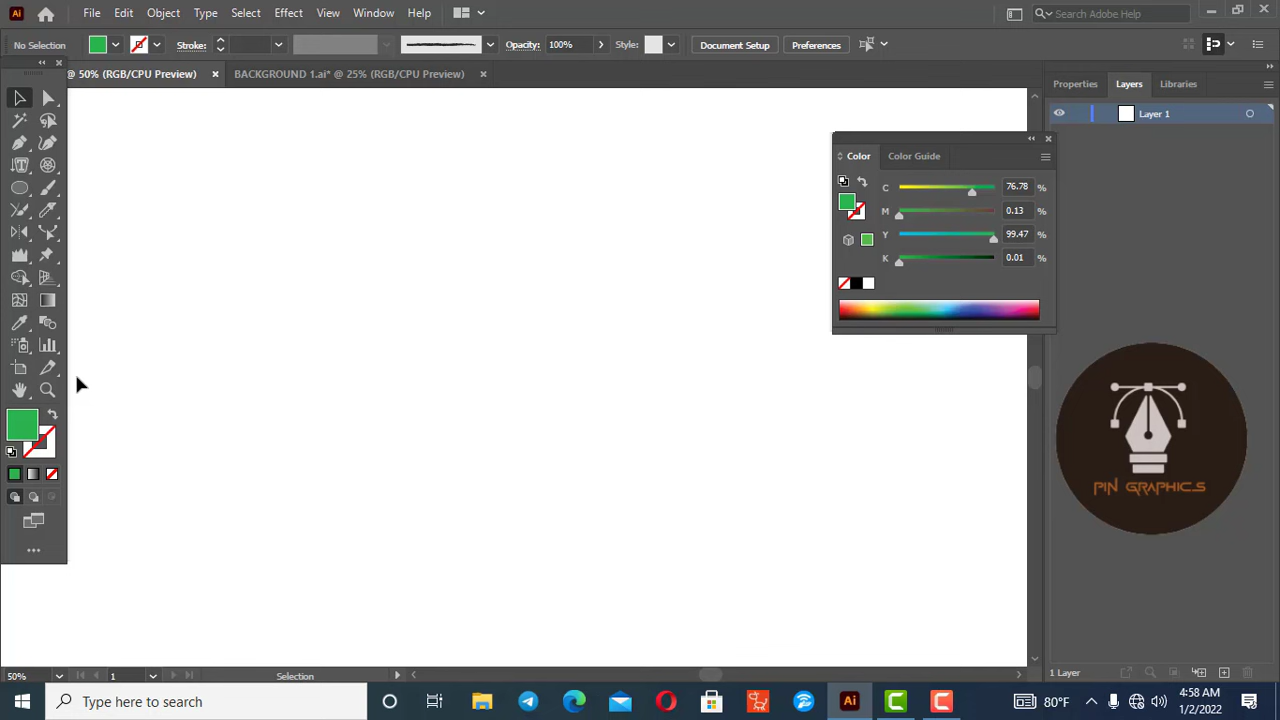 Ai File Edit Object Type Select Effect View Window Help Search Adobe Help
No Selection Stroke: Opacity: 100% Style: Document Setup Preferences
@ 50% (RGB/CPU Preview) × BACKGROUND 1.ai* @ 25% (RGB/CPU Preview) ×
Properties Layers Libraries
Layer 1
Color Color Guide
C 76.78 %
M 0.13 %
Y 99.47 %
K 0.01 %
PIN GRAPHICS
50% 1 Selection 1 Layer
Type here to search Ai 80°F 4:58 AM
1/2/2022